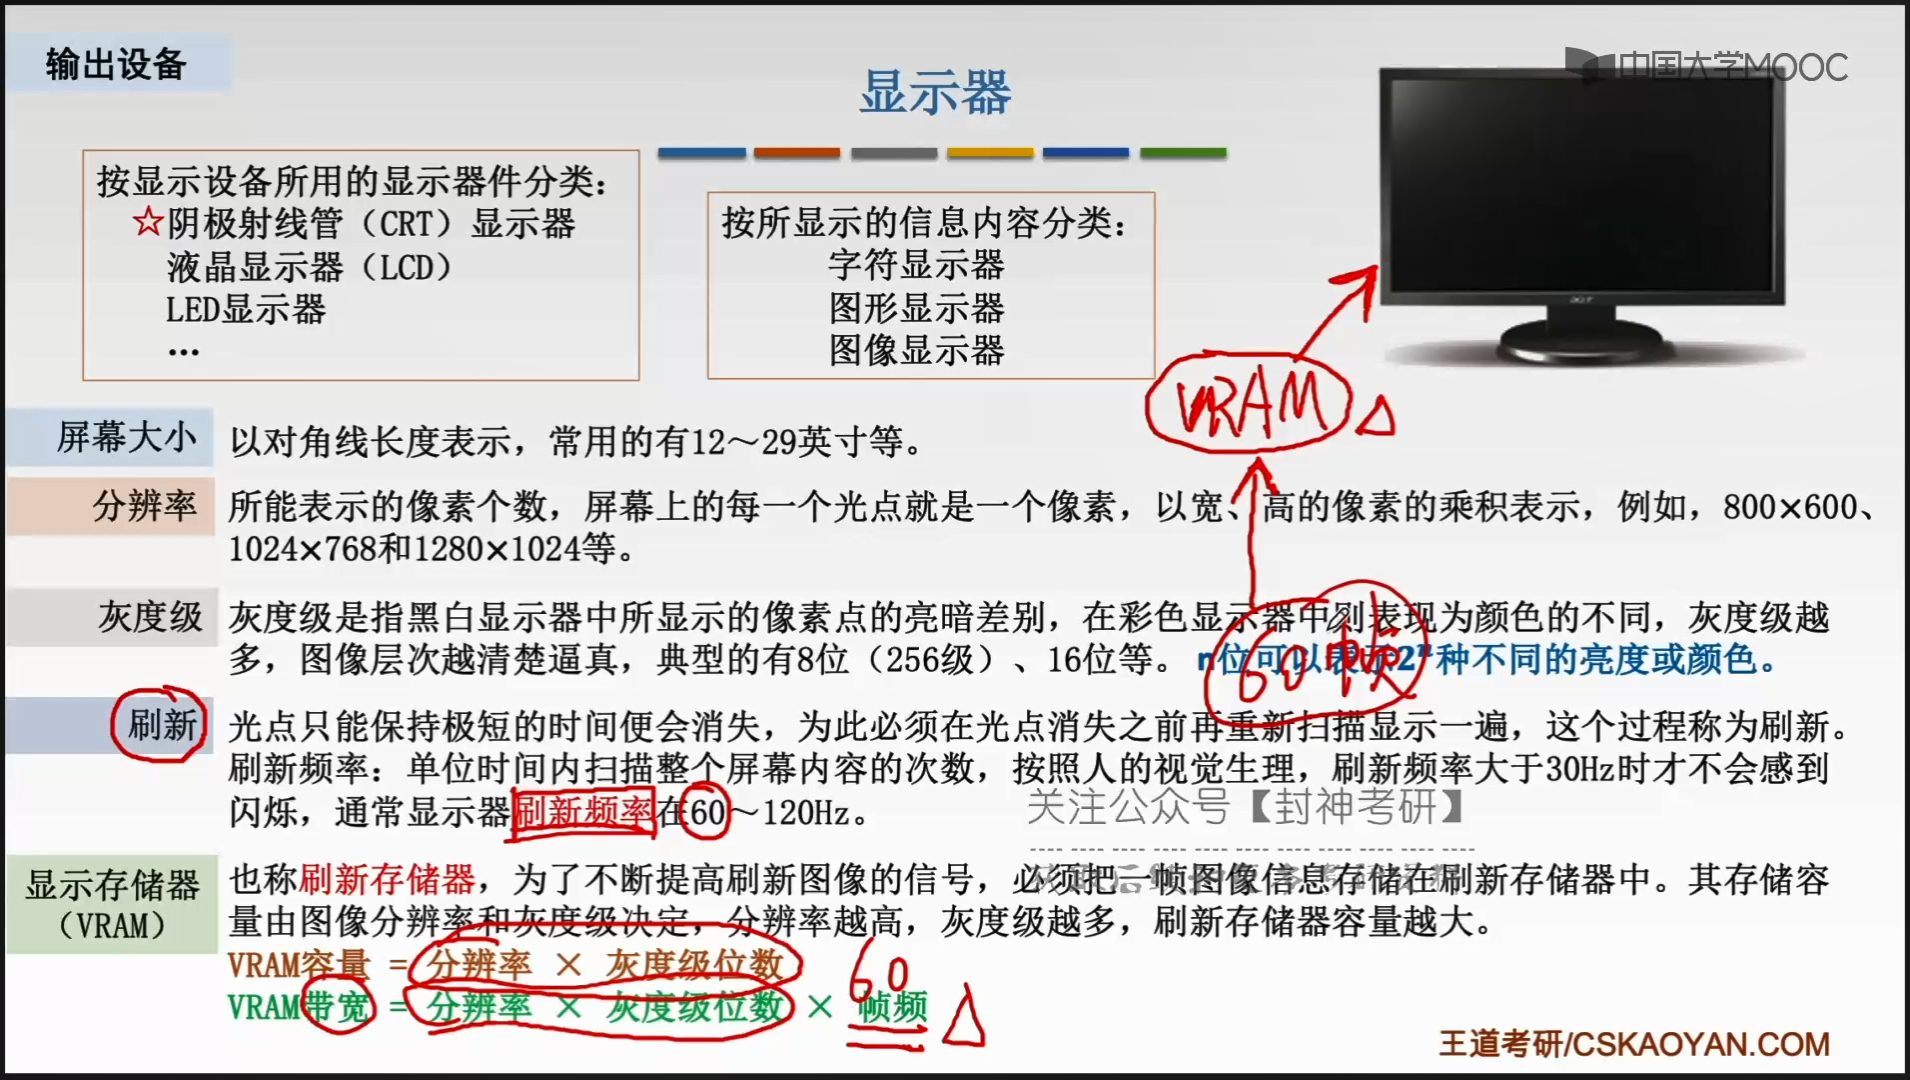 输出设备
中国大学MOOC
显示器
按显示设备所用的显示器件分类：
☆阴极射线管（CRT）显示器
液晶显示器（LCD）
LED显示器
…
按所显示的信息内容分类：
字符显示器
图形显示器
图像显示器
acer
VRAM
屏幕大小
以对角线长度表示，常用的有12～29英寸等。
分辨率
所能表示的像素个数，屏幕上的每一个光点就是一个像素，以宽、高的像素的乘积表示，例如，800×600、
1024×768和1280×1024等。
灰度级
灰度级是指黑白显示器中所显示的像素点的亮暗差别，在彩色显示器中则表现为颜色的不同，灰度级越
多，图像层次越清楚逼真，典型的有8位（256级）、16位等。 n位可以表示2ⁿ种不同的亮度或颜色。
60帧
刷新
光点只能保持极短的时间便会消失，为此必须在光点消失之前再重新扫描显示一遍，这个过程称为刷新。
刷新频率：单位时间内扫描整个屏幕内容的次数，按照人的视觉生理，刷新频率大于30Hz时才不会感到
闪烁，通常显示器刷新频率在60～120Hz。
关注公众号【封神考研】
显示存储器
（VRAM）
也称刷新存储器，为了不断提高刷新图像的信号，必须把一帧图像信息存储在刷新存储器中。其存储容
量由图像分辨率和灰度级决定，分辨率越高，灰度级越多，刷新存储器容量越大。
VRAM容量 = 分辨率 × 灰度级位数
60
VRAM带宽 = 分辨率 × 灰度级位数 × 帧频
王道考研/CSKAOYAN.COM